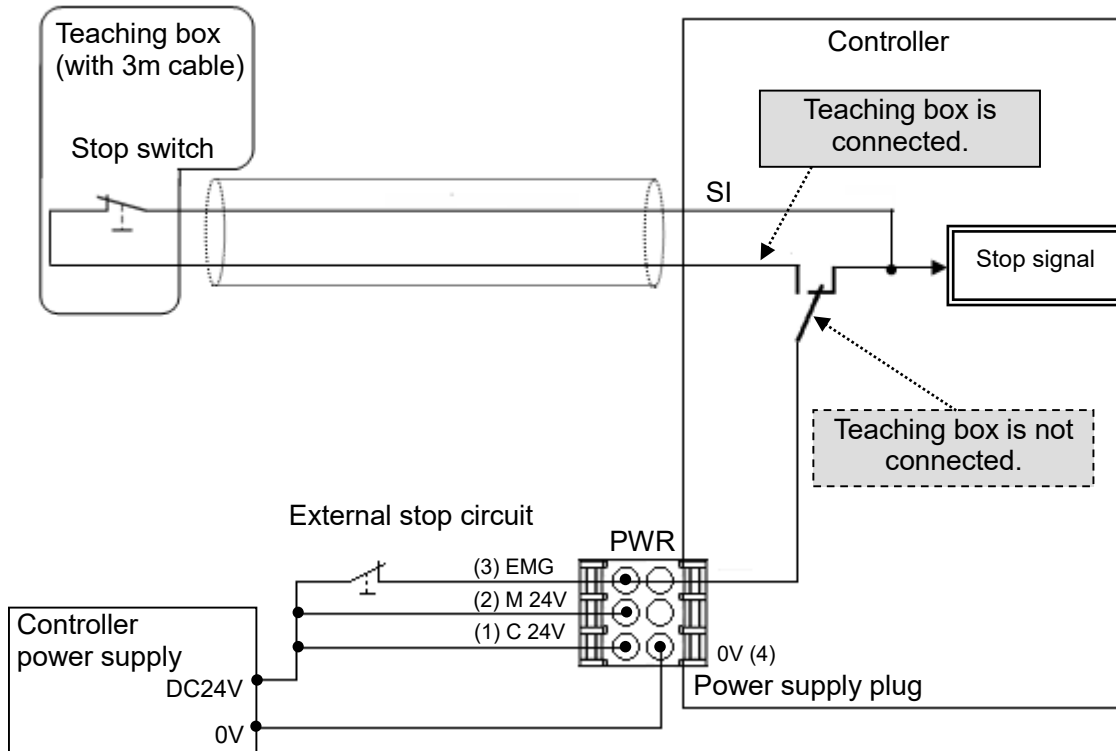 Teaching box
(with 3m cable)
Stop switch
Controller
Teaching box is
connected.
SI
Stop signal
Teaching box is not
connected.
External stop circuit
PWR
(3) EMG
(2) M 24V
(1) C 24V
0V (4)
Power supply plug
Controller
power supply
DC24V
0V